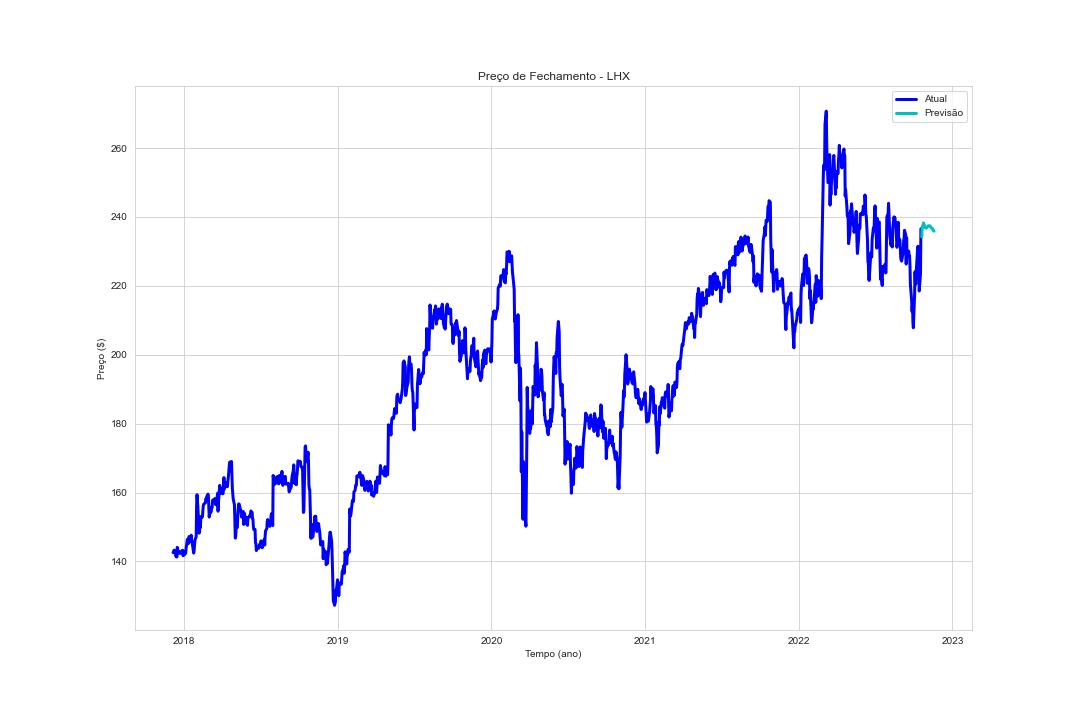 Preço de Fechamento - LHX
Atual
Previsão
260
240
220
200
180
160
140
Preço ($)
2018 2019 2020 2021 2022 2023
Tempo (ano)